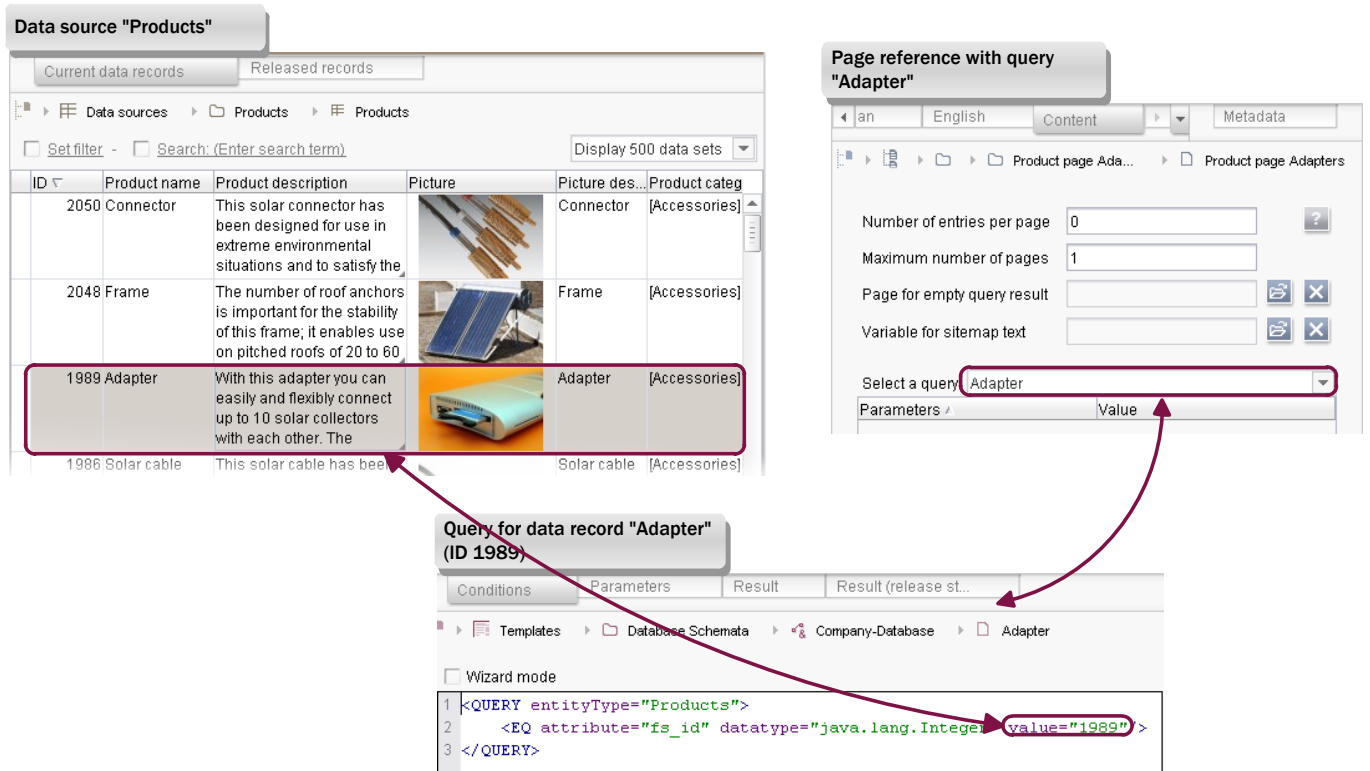 Data source "Products"
Current data records
Released records
Data sources
Products
Products
Set filter - Search: (Enter search term)
Display 500 data sets
ID Product name Product description Picture Picture des... Product categ
2050 Connector This solar connector has Connector [Accessories]
been designed for use in
extreme environmental
situations and to satisfy the
2048 Frame The number of roof anchors Frame [Accessories]
is important for the stability
of this frame; it enables use
on pitched roofs of 20 to 60
1989 Adapter With this adapter you can Adapter [Accessories]
easily and flexibly connect
up to 10 solar collectors
with each other. The
1986 Solar cable This solar cable has been Solar cable [Accessories]
Page reference with query
"Adapter"
an English Content Metadata
Product page Ada... Product page Adapters
Number of entries per page 0
?
Maximum number of pages 1
Page for empty query result
Variable for sitemap text
Select a query Adapter
Parameters Value
Query for data record "Adapter"
(ID 1989)
Conditions Parameters Result Result (release st...
Templates Database Schemata Company-Database Adapter
Wizard mode
1 <QUERY entityType="Products">
2 <EQ attribute="fs_id" datatype="java.lang.Integer" value="1989"/>
3 </QUERY>